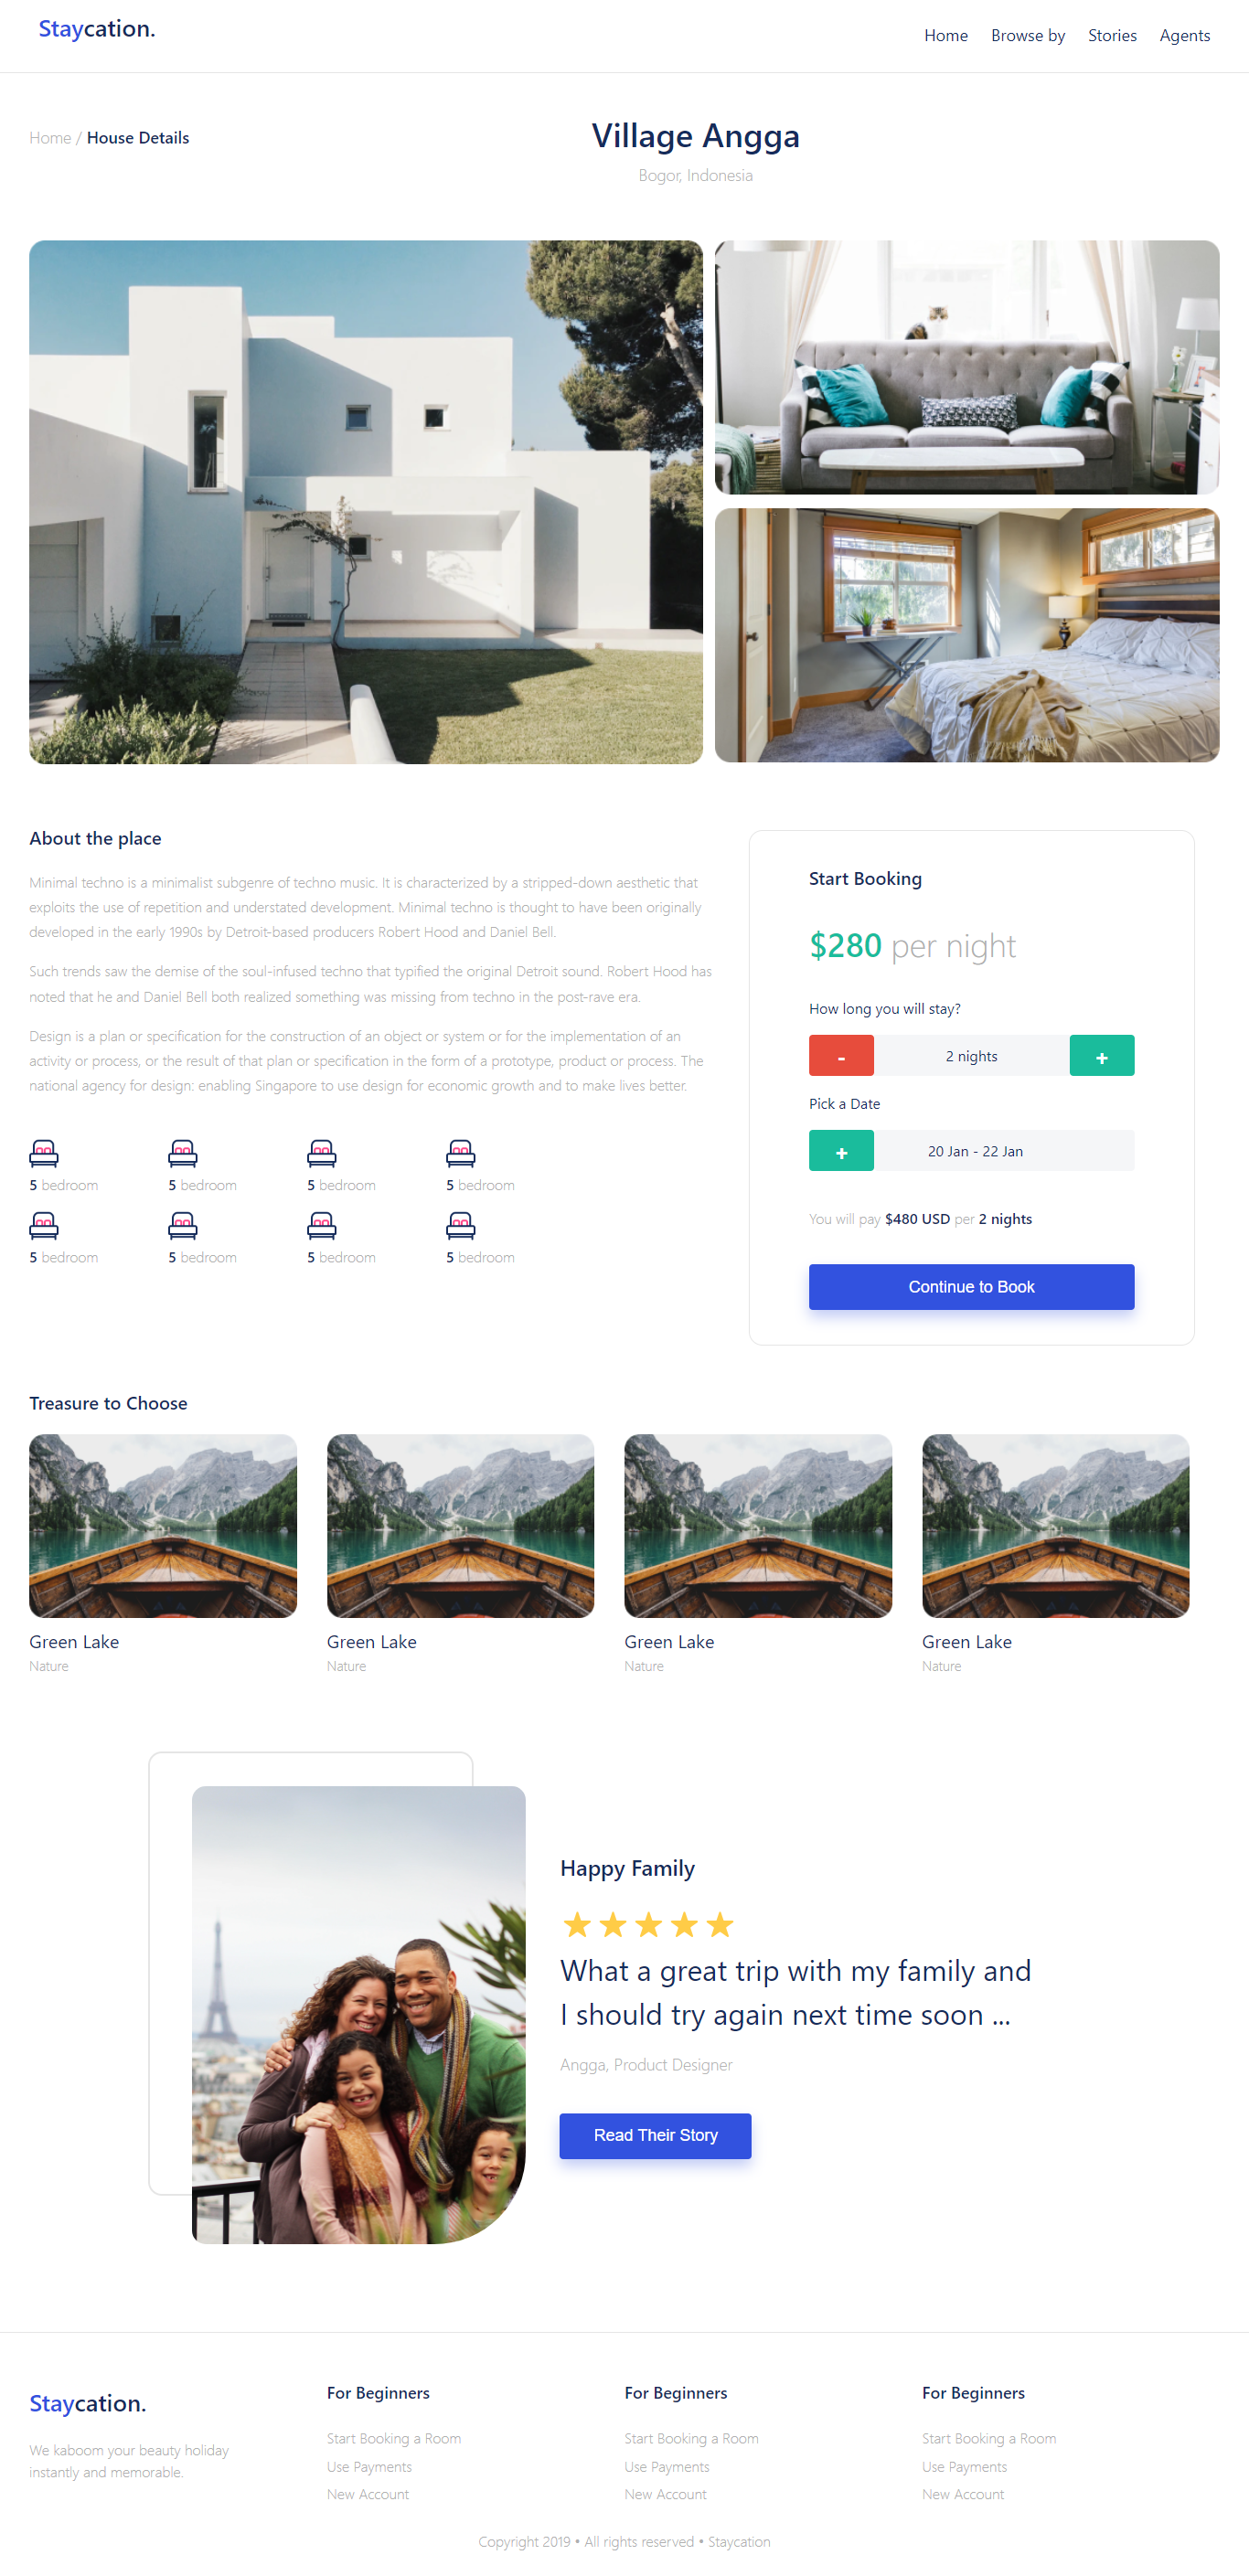 Staycation.
Home Browse by Stories Agents
Home / House Details
Village Angga
Bogor, Indonesia
About the place
Minimal techno is a minimalist subgenre of techno music. It is characterized by a stripped-down aesthetic that
exploits the use of repetition and understated development. Minimal techno is thought to have been originally
developed in the early 1990s by Detroit-based producers Robert Hood and Daniel Bell.
Such trends saw the demise of the soul-infused techno that typified the original Detroit sound. Robert Hood has
noted that he and Daniel Bell both realized something was missing from techno in the post-rave era.
Design is a plan or specification for the construction of an object or system or for the implementation of an
activity or process, or the result of that plan or specification in the form of a prototype, product or process. The
national agency for design: enabling Singapore to use design for economic growth and to make lives better.
5 bedroom 5 bedroom 5 bedroom 5 bedroom
5 bedroom 5 bedroom 5 bedroom 5 bedroom
Start Booking
$280 per night
How long you will stay?
- 2 nights +
Pick a Date
+ 20 Jan - 22 Jan
You will pay $480 USD per 2 nights
Continue to Book
Treasure to Choose
Green Lake
Nature
Green Lake
Nature
Green Lake
Nature
Green Lake
Nature
Happy Family
What a great trip with my family and
I should try again next time soon ...
Angga, Product Designer
Read Their Story
Staycation.
We kaboom your beauty holiday
instantly and memorable.
For Beginners
Start Booking a Room
Use Payments
New Account
For Beginners
Start Booking a Room
Use Payments
New Account
For Beginners
Start Booking a Room
Use Payments
New Account
Copyright 2019 • All rights reserved • Staycation